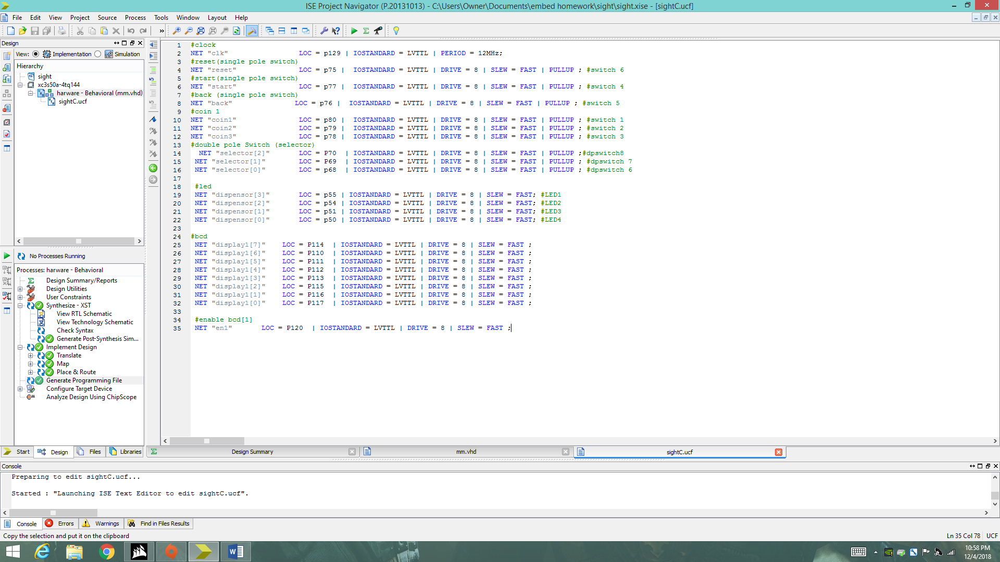 ISE Project Navigator (P.20131013) - C:\Users\Owner\Documents\embed homework\sight\sight.xise - [sightC.ucf]
File Edit View Project Source Process Tools Window Layout Help
Design
View: Implementation Simulation
Hierarchy
sight
xc3s50a-4tq144
harware - Behavioral (mm.vhd)
sightC.ucf
No Processes Running
Processes: harware - Behavioral
Design Summary/Reports
Design Utilities
User Constraints
Synthesize - XST
View RTL Schematic
View Technology Schematic
Check Syntax
Generate Post-Synthesis Sim...
Implement Design
Translate
Map
Place & Route
Generate Programming File
Configure Target Device
Analyze Design Using ChipScope
Start Design Files Libraries
1 #clock
2 NET "clk" LOC = p129 | IOSTANDARD = LVTTL | PERIOD = 12MHz;
3 #reset(single pole switch)
4 NET "reset" LOC = p75 | IOSTANDARD = LVTTL | DRIVE = 8 | SLEW = FAST | PULLUP ; #switch 6
5 #start(single pole switch)
6 NET "start" LOC = p77 | IOSTANDARD = LVTTL | DRIVE = 8 | SLEW = FAST | PULLUP ; #switch 4
7 #back (single pole switch)
8 NET "back" LOC = p76 | IOSTANDARD = LVTTL | DRIVE = 8 | SLEW = FAST | PULLUP ; #switch 5
9 #coin 1
10 NET "coin1" LOC = p80 | IOSTANDARD = LVTTL | DRIVE = 8 | SLEW = FAST | PULLUP ; #switch 1
11 NET "coin2" LOC = p79 | IOSTANDARD = LVTTL | DRIVE = 8 | SLEW = FAST | PULLUP ; #switch 2
12 NET "coin3" LOC = p78 | IOSTANDARD = LVTTL | DRIVE = 8 | SLEW = FAST | PULLUP ; #switch 3
13 #double pole Switch (selector)
14 NET "selector[2]" LOC = P70 | IOSTANDARD = LVTTL | DRIVE = 8 | SLEW = FAST | PULLUP ;#dpswitch8
15 NET "selector[1]" LOC = P69 | IOSTANDARD = LVTTL | DRIVE = 8 | SLEW = FAST | PULLUP ; #dpswitch 7
16 NET "selector[0]" LOC = p68 | IOSTANDARD = LVTTL | DRIVE = 8 | SLEW = FAST | PULLUP ; #dpswitch 6
17
18 #led
19 NET "dispensor[3]" LOC = p55 | IOSTANDARD = LVTTL | DRIVE = 8 | SLEW = FAST; #LED1
20 NET "dispensor[2]" LOC = p54 | IOSTANDARD = LVTTL | DRIVE = 8 | SLEW = FAST; #LED2
21 NET "dispensor[1]" LOC = p51 | IOSTANDARD = LVTTL | DRIVE = 8 | SLEW = FAST; #LED3
22 NET "dispensor[0]" LOC = p50 | IOSTANDARD = LVTTL | DRIVE = 8 | SLEW = FAST; #LED4
23
24 #bcd
25 NET "display1[7]" LOC = P114 | IOSTANDARD = LVTTL | DRIVE = 8 | SLEW = FAST ;
26 NET "display1[6]" LOC = P110 | IOSTANDARD = LVTTL | DRIVE = 8 | SLEW = FAST ;
27 NET "display1[5]" LOC = P111 | IOSTANDARD = LVTTL | DRIVE = 8 | SLEW = FAST ;
28 NET "display1[4]" LOC = P112 | IOSTANDARD = LVTTL | DRIVE = 8 | SLEW = FAST ;
29 NET "display1[3]" LOC = P113 | IOSTANDARD = LVTTL | DRIVE = 8 | SLEW = FAST ;
30 NET "display1[2]" LOC = P115 | IOSTANDARD = LVTTL | DRIVE = 8 | SLEW = FAST ;
31 NET "display1[1]" LOC = P116 | IOSTANDARD = LVTTL | DRIVE = 8 | SLEW = FAST ;
32 NET "display1[0]" LOC = P117 | IOSTANDARD = LVTTL | DRIVE = 8 | SLEW = FAST ;
33
34 #enable bcd[1]
35 NET "en1" LOC = P120 | IOSTANDARD = LVTTL | DRIVE = 8 | SLEW = FAST ;
Design Summary mm.vhd sightC.ucf
Console
Preparing to edit sightC.ucf...
Started : "Launching ISE Text Editor to edit sightC.ucf".
Console Errors Warnings Find in Files Results
Copy the selection and put it on the clipboard
Ln 35 Col 78 UCF
10:58 PM
12/4/2018